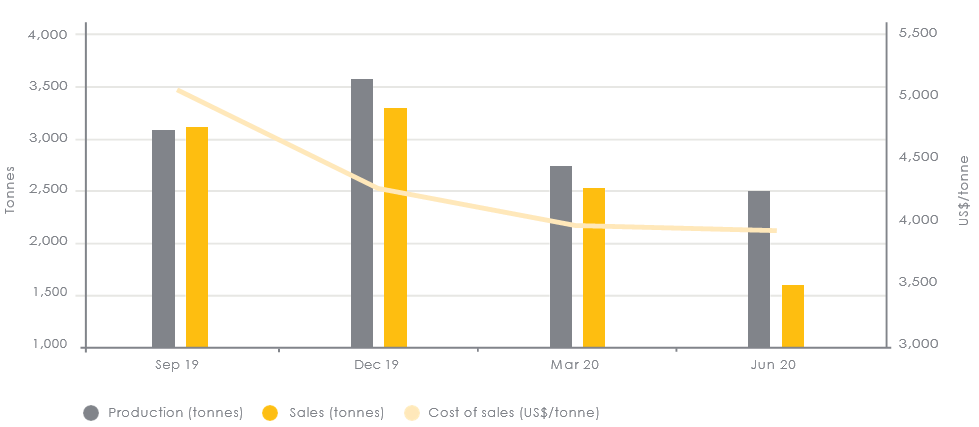 4,000
3,500
3,000
2,500
2,000
1,500
1,000
Tonnes
5,500
5,000
4,500
4,000
3,500
3,000
US$/tonne
Sep 19
Dec 19
Mar 20
Jun 20
Production (tonnes)
Sales (tonnes)
Cost of sales (US$/tonne)